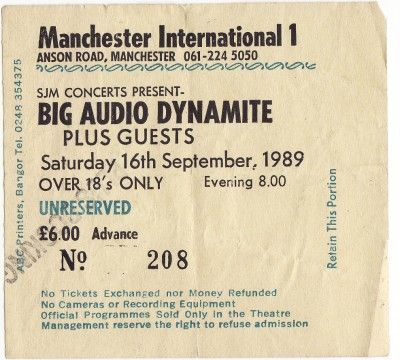 Manchester International 1
ANSON ROAD, MANCHESTER 061-224 5050
SJM CONCERTS PRESENT-
BIG AUDIO DYNAMITE
PLUS GUESTS
Saturday 16th September, 1989
OVER 18's ONLY Evening 8.00
UNRESERVED
£6.00 Advance
No 208
No Tickets Exchanged nor Money Refunded
No Cameras or Recording Equipment
Official Programmes Sold Only in the Theatre
Management reserve the right to refuse admission
Printers, Bangor Tel. 0248 354375
Retain This Portion